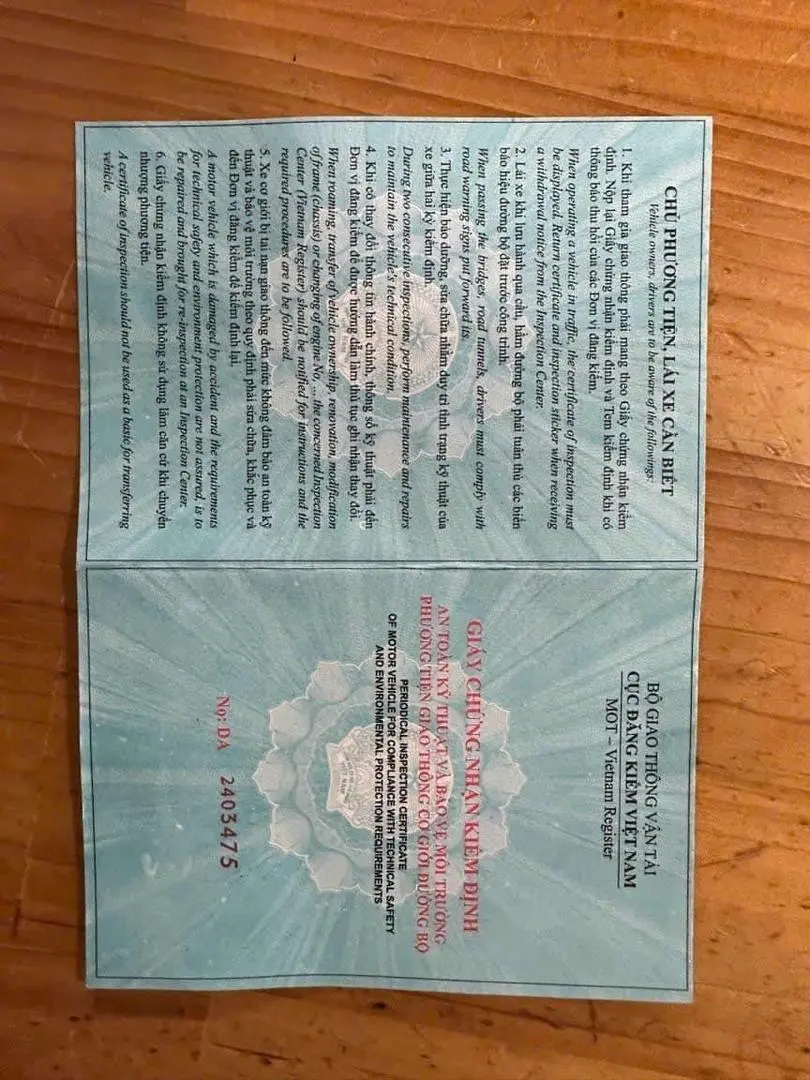 CHỦ PHƯƠNG TIỆN, LÁI XE CẦN BIẾT
Vehicle owners, drivers are to be aware of the followings:
1. Khi tham gia giao thông phải mang theo Giấy chứng nhận kiểm
định. Nộp lại Giấy chứng nhận kiểm định và Tem kiểm định khi có
thông báo thu hồi của các Đơn vị đăng kiểm.
When operating a vehicle in traffic, the certificate of inspection must
be displayed. Return certificate and inspection sticker when receiving
a withdrawal notice from the Inspection Center.
2. Lái xe khi lưu hành qua cầu, hầm đường bộ phải tuân thủ các biển
báo hiệu đường bộ đặt trước công trình.
When passing the bridges, road tunnels, drivers must comply with
road warning signs put forward its
3. Thực hiện bảo dưỡng, sửa chữa nhằm duy trì tình trạng kỹ thuật của
xe giữa hai kỳ kiểm định.
During two consecutive inspections, perform maintenance and repairs
to maintain the vehicle's technical condition.
4. Khi có thay đổi thông tin hành chính, thông số kỹ thuật phải đến
Đơn vị đăng kiểm để được hướng dẫn làm thủ tục ghi nhận thay đổi.
When roaming, transfer of vehicle ownership, renovation, modification
of frame (chassis) or changing of engine No, ... the concerned Inspection
Center (Vietnam Register) should be notified for instructions and the
required procedures are to be followed.
5. Xe cơ giới bị tai nạn giao thông đến mức không đảm bảo an toàn kỹ
thuật và bảo vệ môi trường theo quy định phải sửa chữa, khắc phục và
đến Đơn vị đăng kiểm để kiểm định lại.
A motor vehicle which is damaged by accident and the requirements
for technical safety and environment protection are not assured, is to
be repaired and brought for re-inspection at an Inspection Center.
6. Giấy chứng nhận kiểm định không sử dụng làm căn cứ khi chuyển
nhượng phương tiện.
A certificate of inspection should not be used as a basic for transferring
vehicle.
BỘ GIAO THÔNG VẬN TẢI
CỤC ĐĂNG KIỂM VIỆT NAM
MOT – Vietnam Register
GIẤY CHỨNG NHẬN KIỂM ĐỊNH
AN TOÀN KỸ THUẬT VÀ BẢO VỆ MÔI TRƯỜNG
PHƯƠNG TIỆN GIAO THÔNG CƠ GIỚI ĐƯỜNG BỘ
PERIODICAL INSPECTION CERTIFICATE
OF MOTOR VEHICLE FOR COMPLIANCE WITH TECHNICAL SAFETY
AND ENVIRONMENTAL PROTECTION REQUIREMENTS
No: DA 2403475